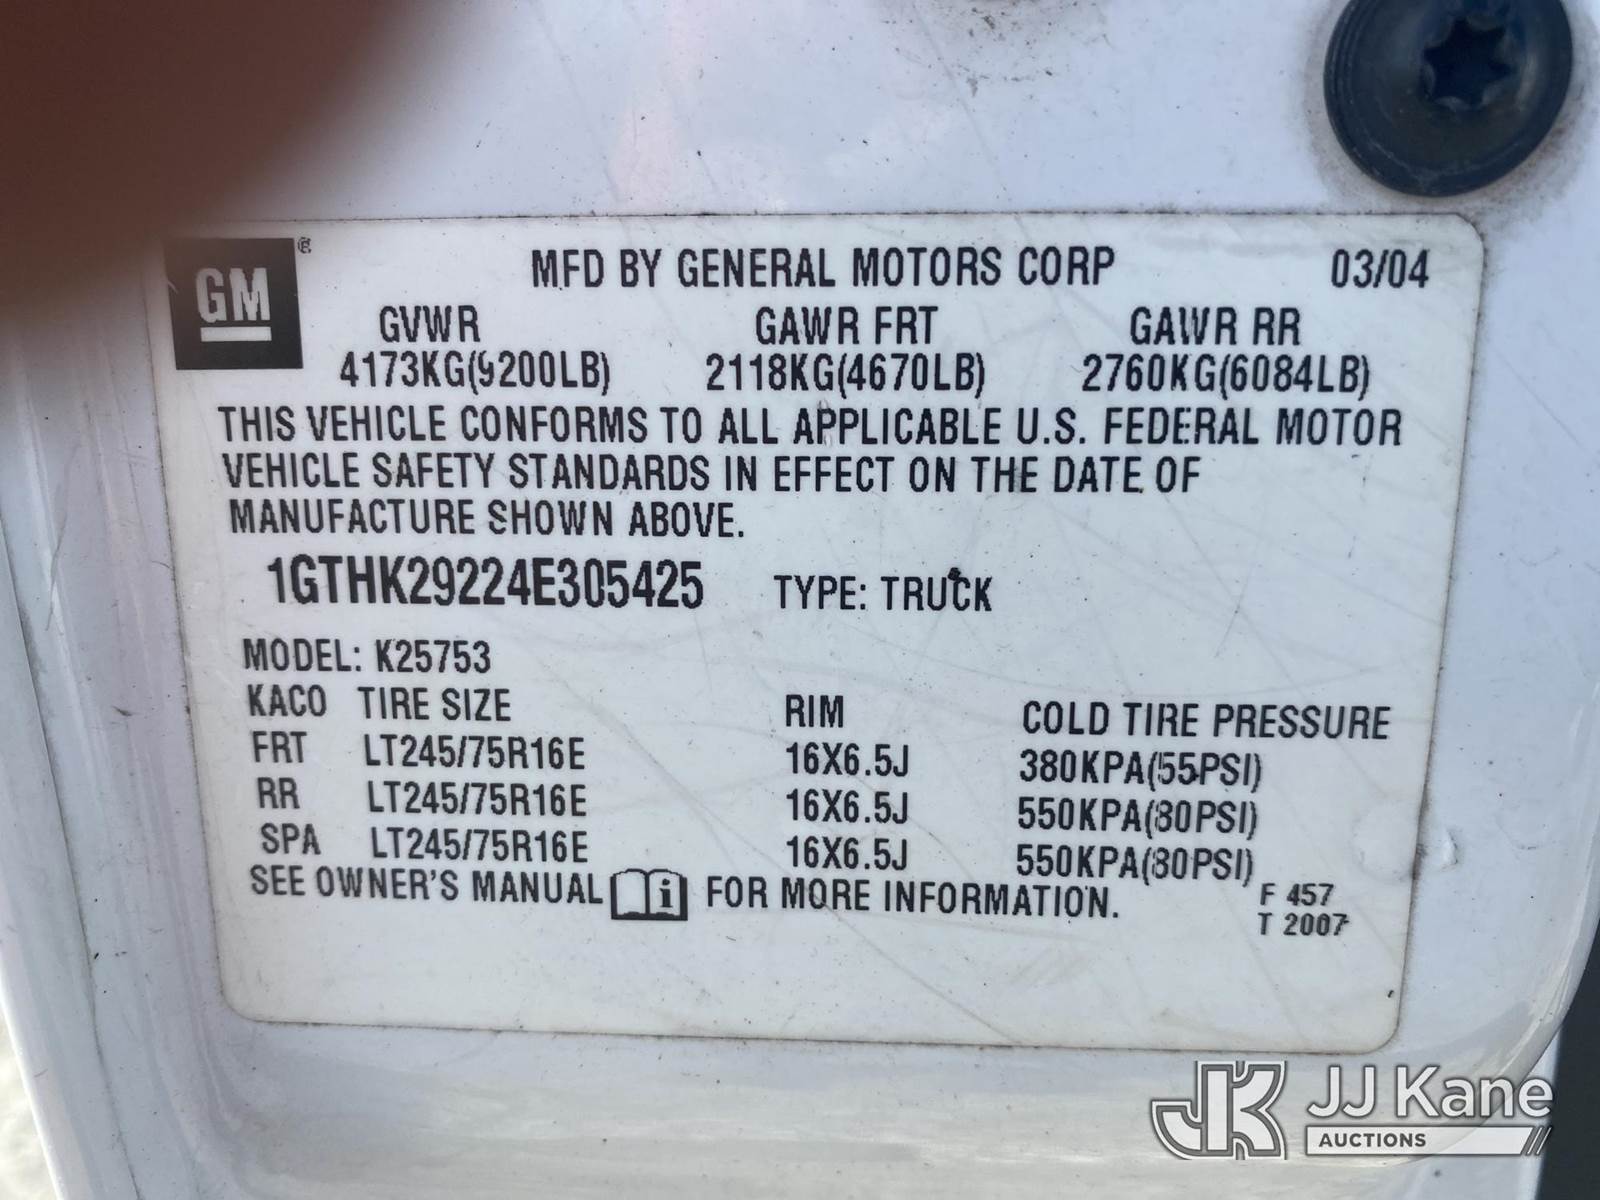 GM®
MFD BY GENERAL MOTORS CORP 03/04
GVWR GAWR FRT GAWR RR
4173KG(9200LB) 2118KG(4670LB) 2760KG(6084LB)
THIS VEHICLE CONFORMS TO ALL APPLICABLE U.S. FEDERAL MOTOR
VEHICLE SAFETY STANDARDS IN EFFECT ON THE DATE OF
MANUFACTURE SHOWN ABOVE.
1GTHK29224E305425 TYPE: TRUCK
MODEL: K25753
KACO TIRE SIZE RIM COLD TIRE PRESSURE
FRT LT245/75R16E 16X6.5J 380KPA(55PSI)
RR LT245/75R16E 16X6.5J 550KPA(80PSI)
SPA LT245/75R16E 16X6.5J 550KPA(80PSI)
SEE OWNER'S MANUAL i FOR MORE INFORMATION.
F 457
T 2007
JK JJ Kane
AUCTIONS